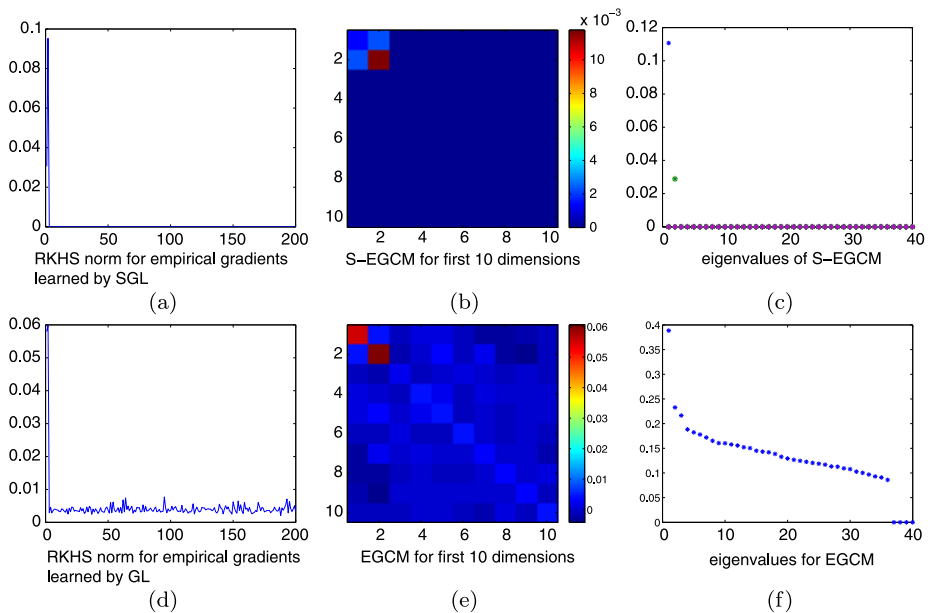 0.1
0.08
0.06
0.04
0.02
0
0 50 100 150 200
RKHS norm for empirical gradients
learned by SGL
(a)
2
4
6
8
10
2 4 6 8 10
S−EGCM for first 10 dimensions
(b)
x 10⁻³
10
8
6
4
2
0
0.12
0.1
0.08
0.06
0.04
0.02
0
0 10 20 30 40
eigenvalues of S−EGCM
(c)
0.06
0.05
0.04
0.03
0.02
0.01
0
0 50 100 150 200
RKHS norm for empirical gradients
learned by GL
(d)
2
4
6
8
10
2 4 6 8 10
EGCM for first 10 dimensions
(e)
0.06
0.05
0.04
0.03
0.02
0.01
0
0.4
0.35
0.3
0.25
0.2
0.15
0.1
0.05
0
0 10 20 30 40
eigenvalues for EGCM
(f)